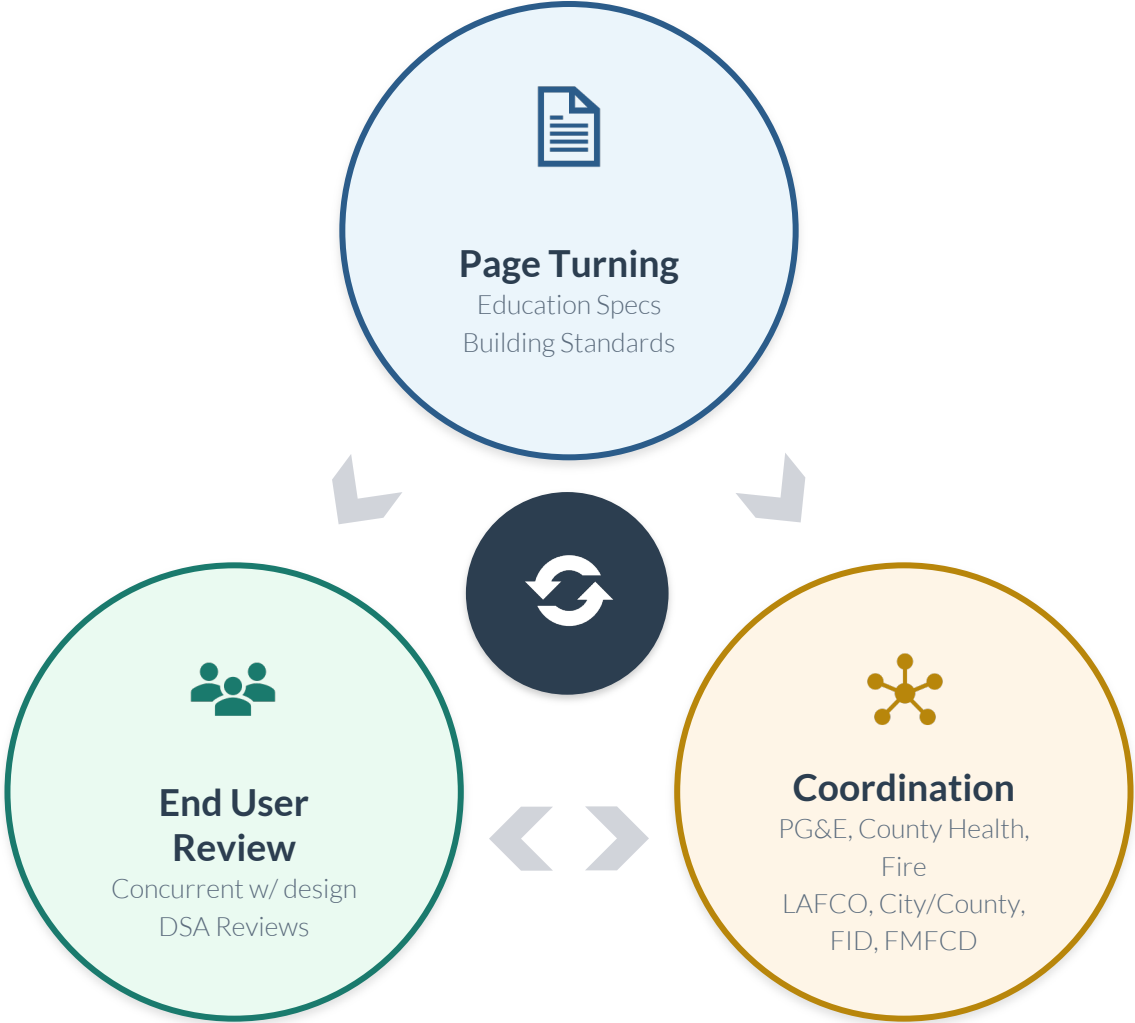 Page Turning
Education Specs
Building Standards
End User
Review
Concurrent w/ design
DSA Reviews
Coordination
PG&E, County Health,
Fire
LAFCO, City/County,
FID, FMFCD